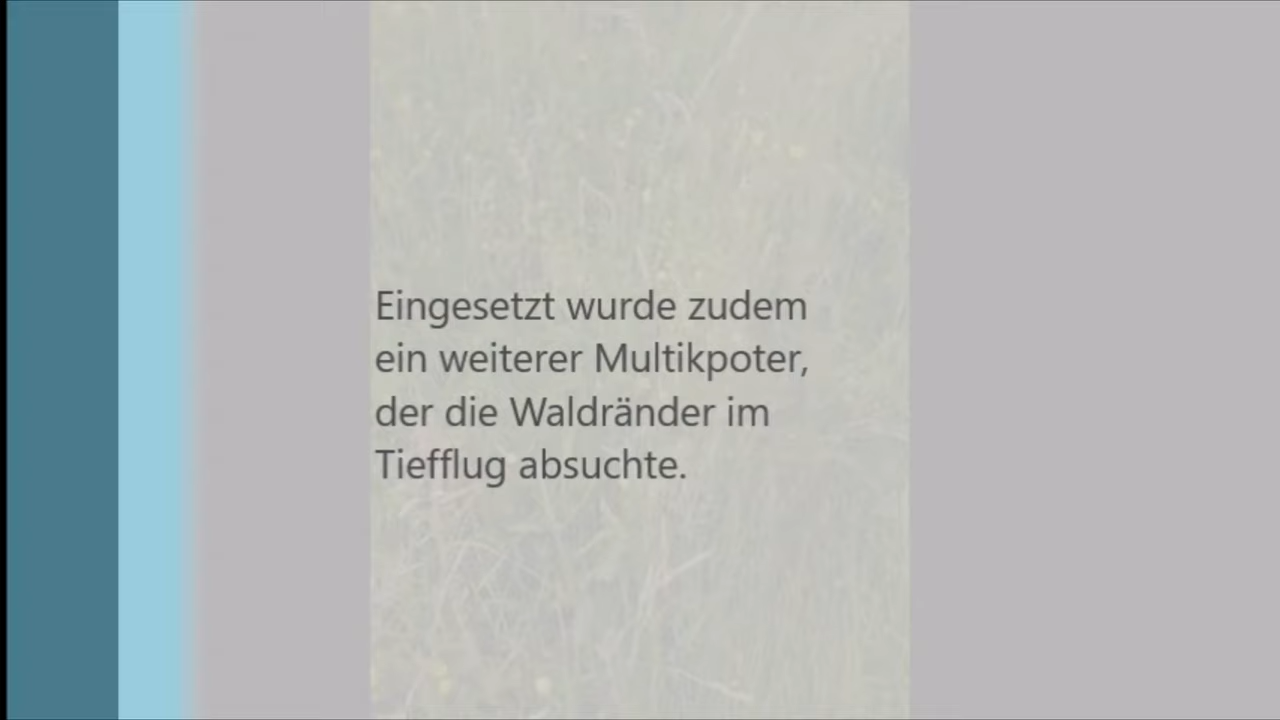 Eingesetzt wurde zudem
ein weiterer Multikpoter,
der die Waldränder im
Tiefflug absuchte.